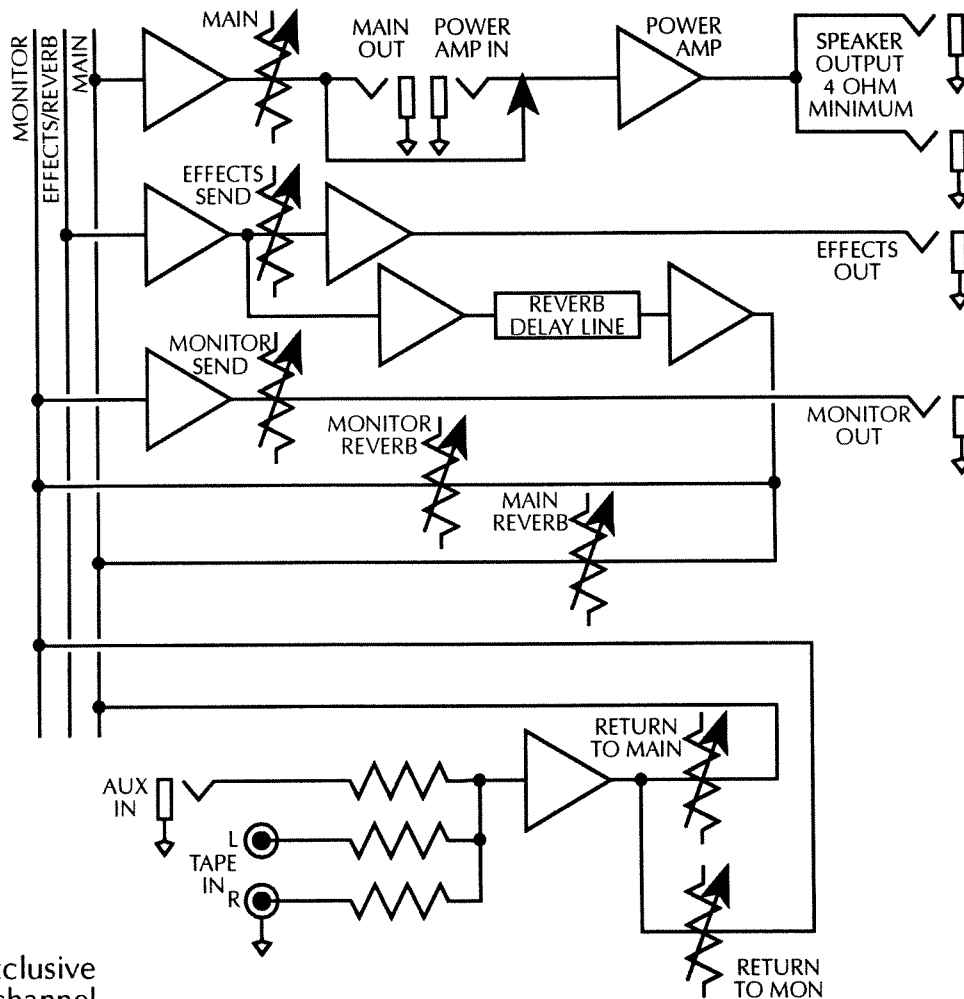 MONITOR
EFFECTS/REVERB
MAIN
MAIN
MAIN
OUT
POWER
AMP IN
POWER
AMP
SPEAKER
OUTPUT
4 OHM
MINIMUM
EFFECTS
SEND
EFFECTS
OUT
REVERB
DELAY LINE
MONITOR
SEND
MONITOR
OUT
MONITOR
REVERB
MAIN
REVERB
RETURN
TO MAIN
AUX
IN
L
TAPE
IN
R
RETURN
TO MON
xclusive
channel